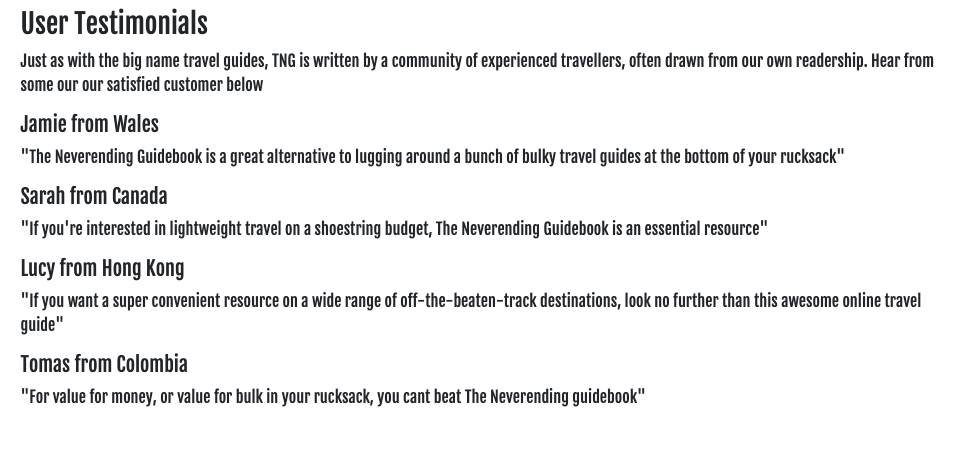 User Testimonials
Just as with the big name travel guides, TNG is written by a community of experienced travellers, often drawn from our own readership. Hear from
some our our satisfied customer below
Jamie from Wales
"The Neverending Guidebook is a great alternative to lugging around a bunch of bulky travel guides at the bottom of your rucksack"
Sarah from Canada
"If you're interested in lightweight travel on a shoestring budget, The Neverending Guidebook is an essential resource"
Lucy from Hong Kong
"If you want a super convenient resource on a wide range of off-the-beaten-track destinations, look no further than this awesome online travel
guide"
Tomas from Colombia
"For value for money, or value for bulk in your rucksack, you cant beat The Neverending guidebook"